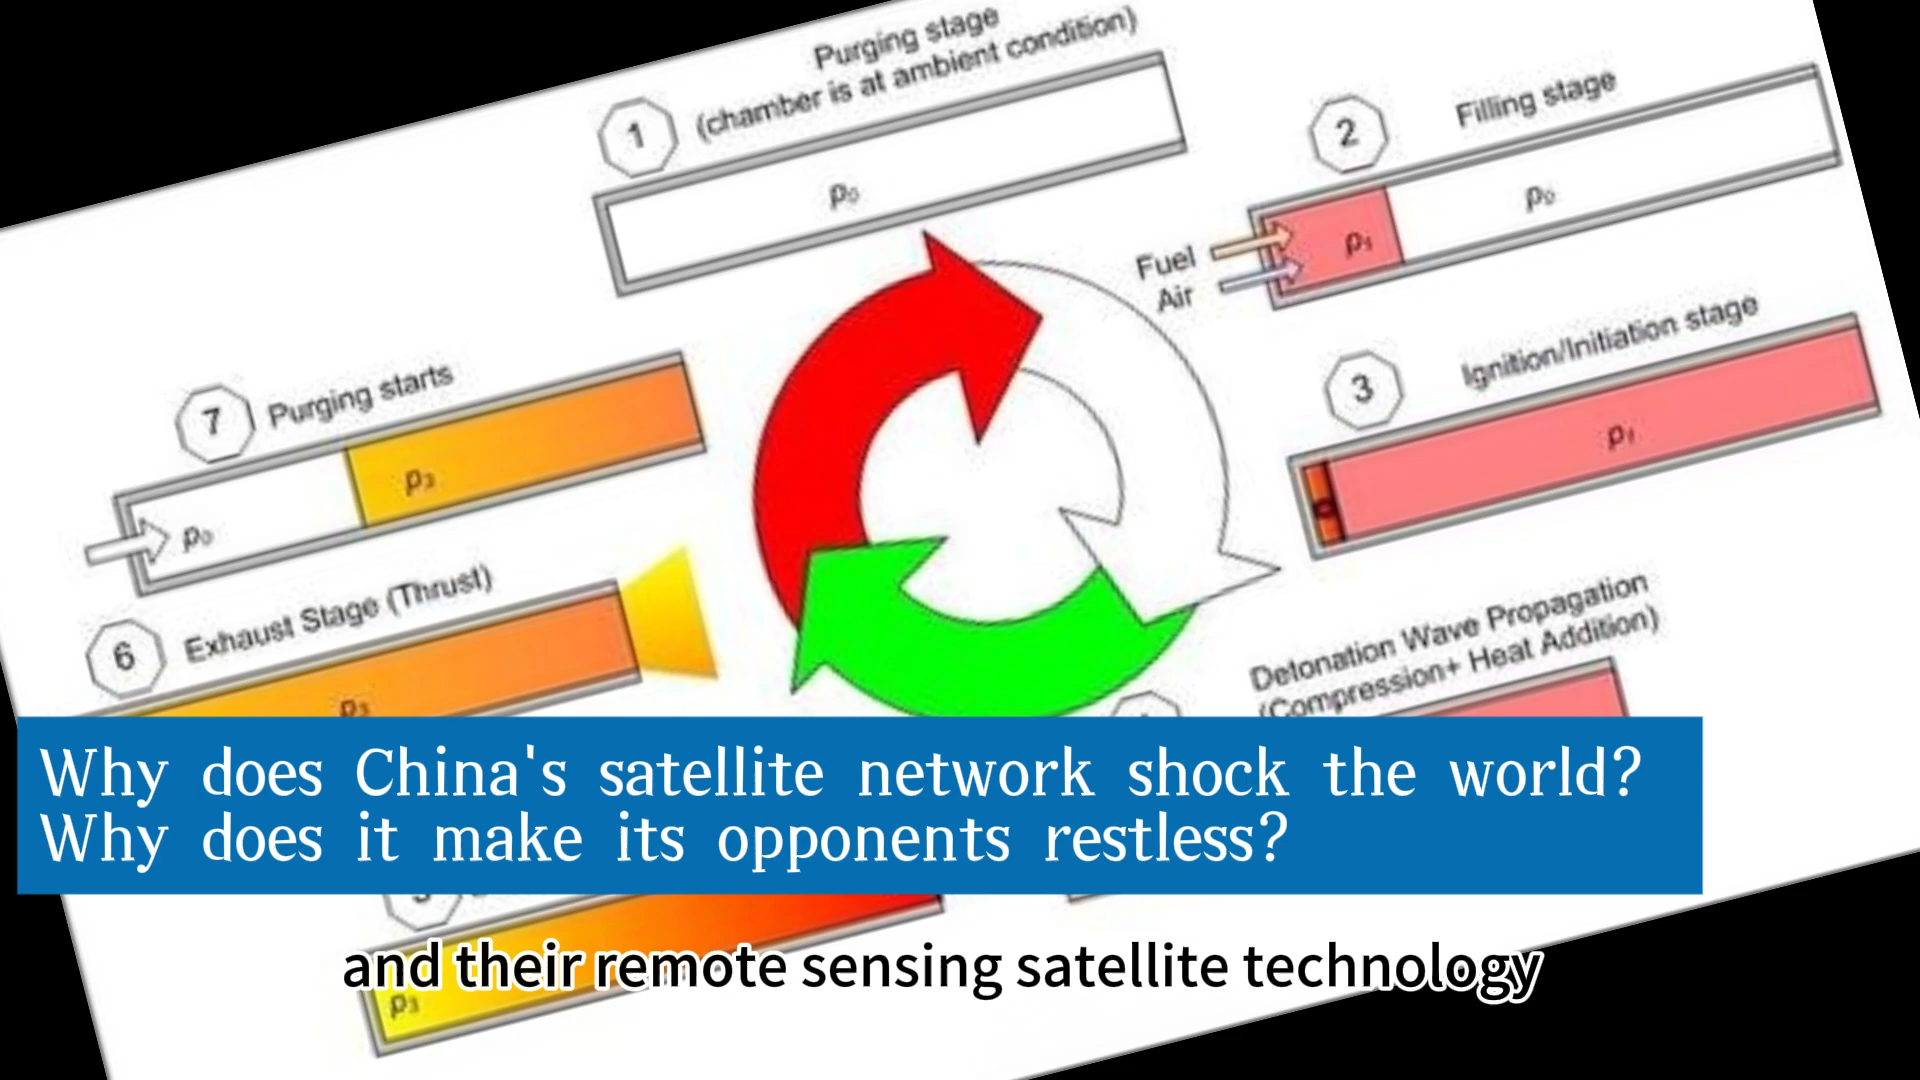 Purging stage
(chamber is at ambient condition)
1
p₀
2
Filling stage
Fuel
Air
p₁
p₀
3
Ignition/Initiation stage
p₁
7
Purging starts
p₃
p₀
6
Exhaust Stage (Thrust)
p₃
Detonation Wave Propagation
(Compression+ Heat Addition)
Why does China's satellite network shock the world?
Why does it make its opponents restless?
and their remote sensing satellite technology
p₃